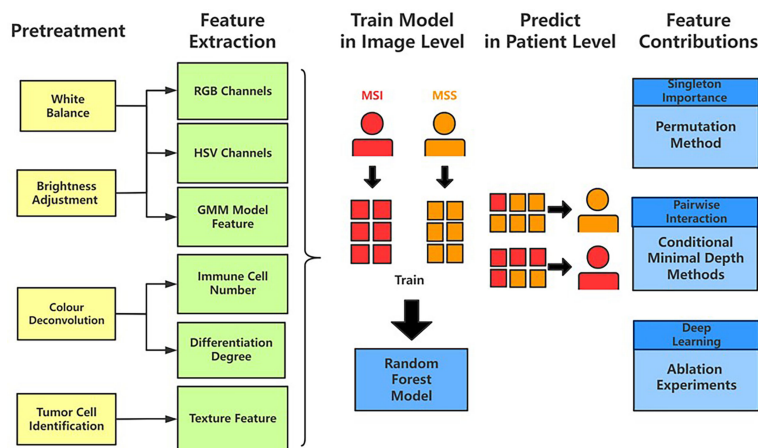 Pretreatment
Feature
Extraction
Train Model
in Image Level
Predict
in Patient Level
Feature
Contributions
White
Balance
Brightness
Adjustment
Colour
Deconvolution
Tumor Cell
Identification
RGB Channels
HSV Channels
GMM Model
Feature
Immune Cell
Number
Differentiation
Degree
Texture Feature
MSI
MSS
Train
Random
Forest
Model
Singleton
Importance
Permutation
Method
Pairwise
Interaction
Conditional
Minimal Depth
Methods
Deep
Learning
Ablation
Experiments